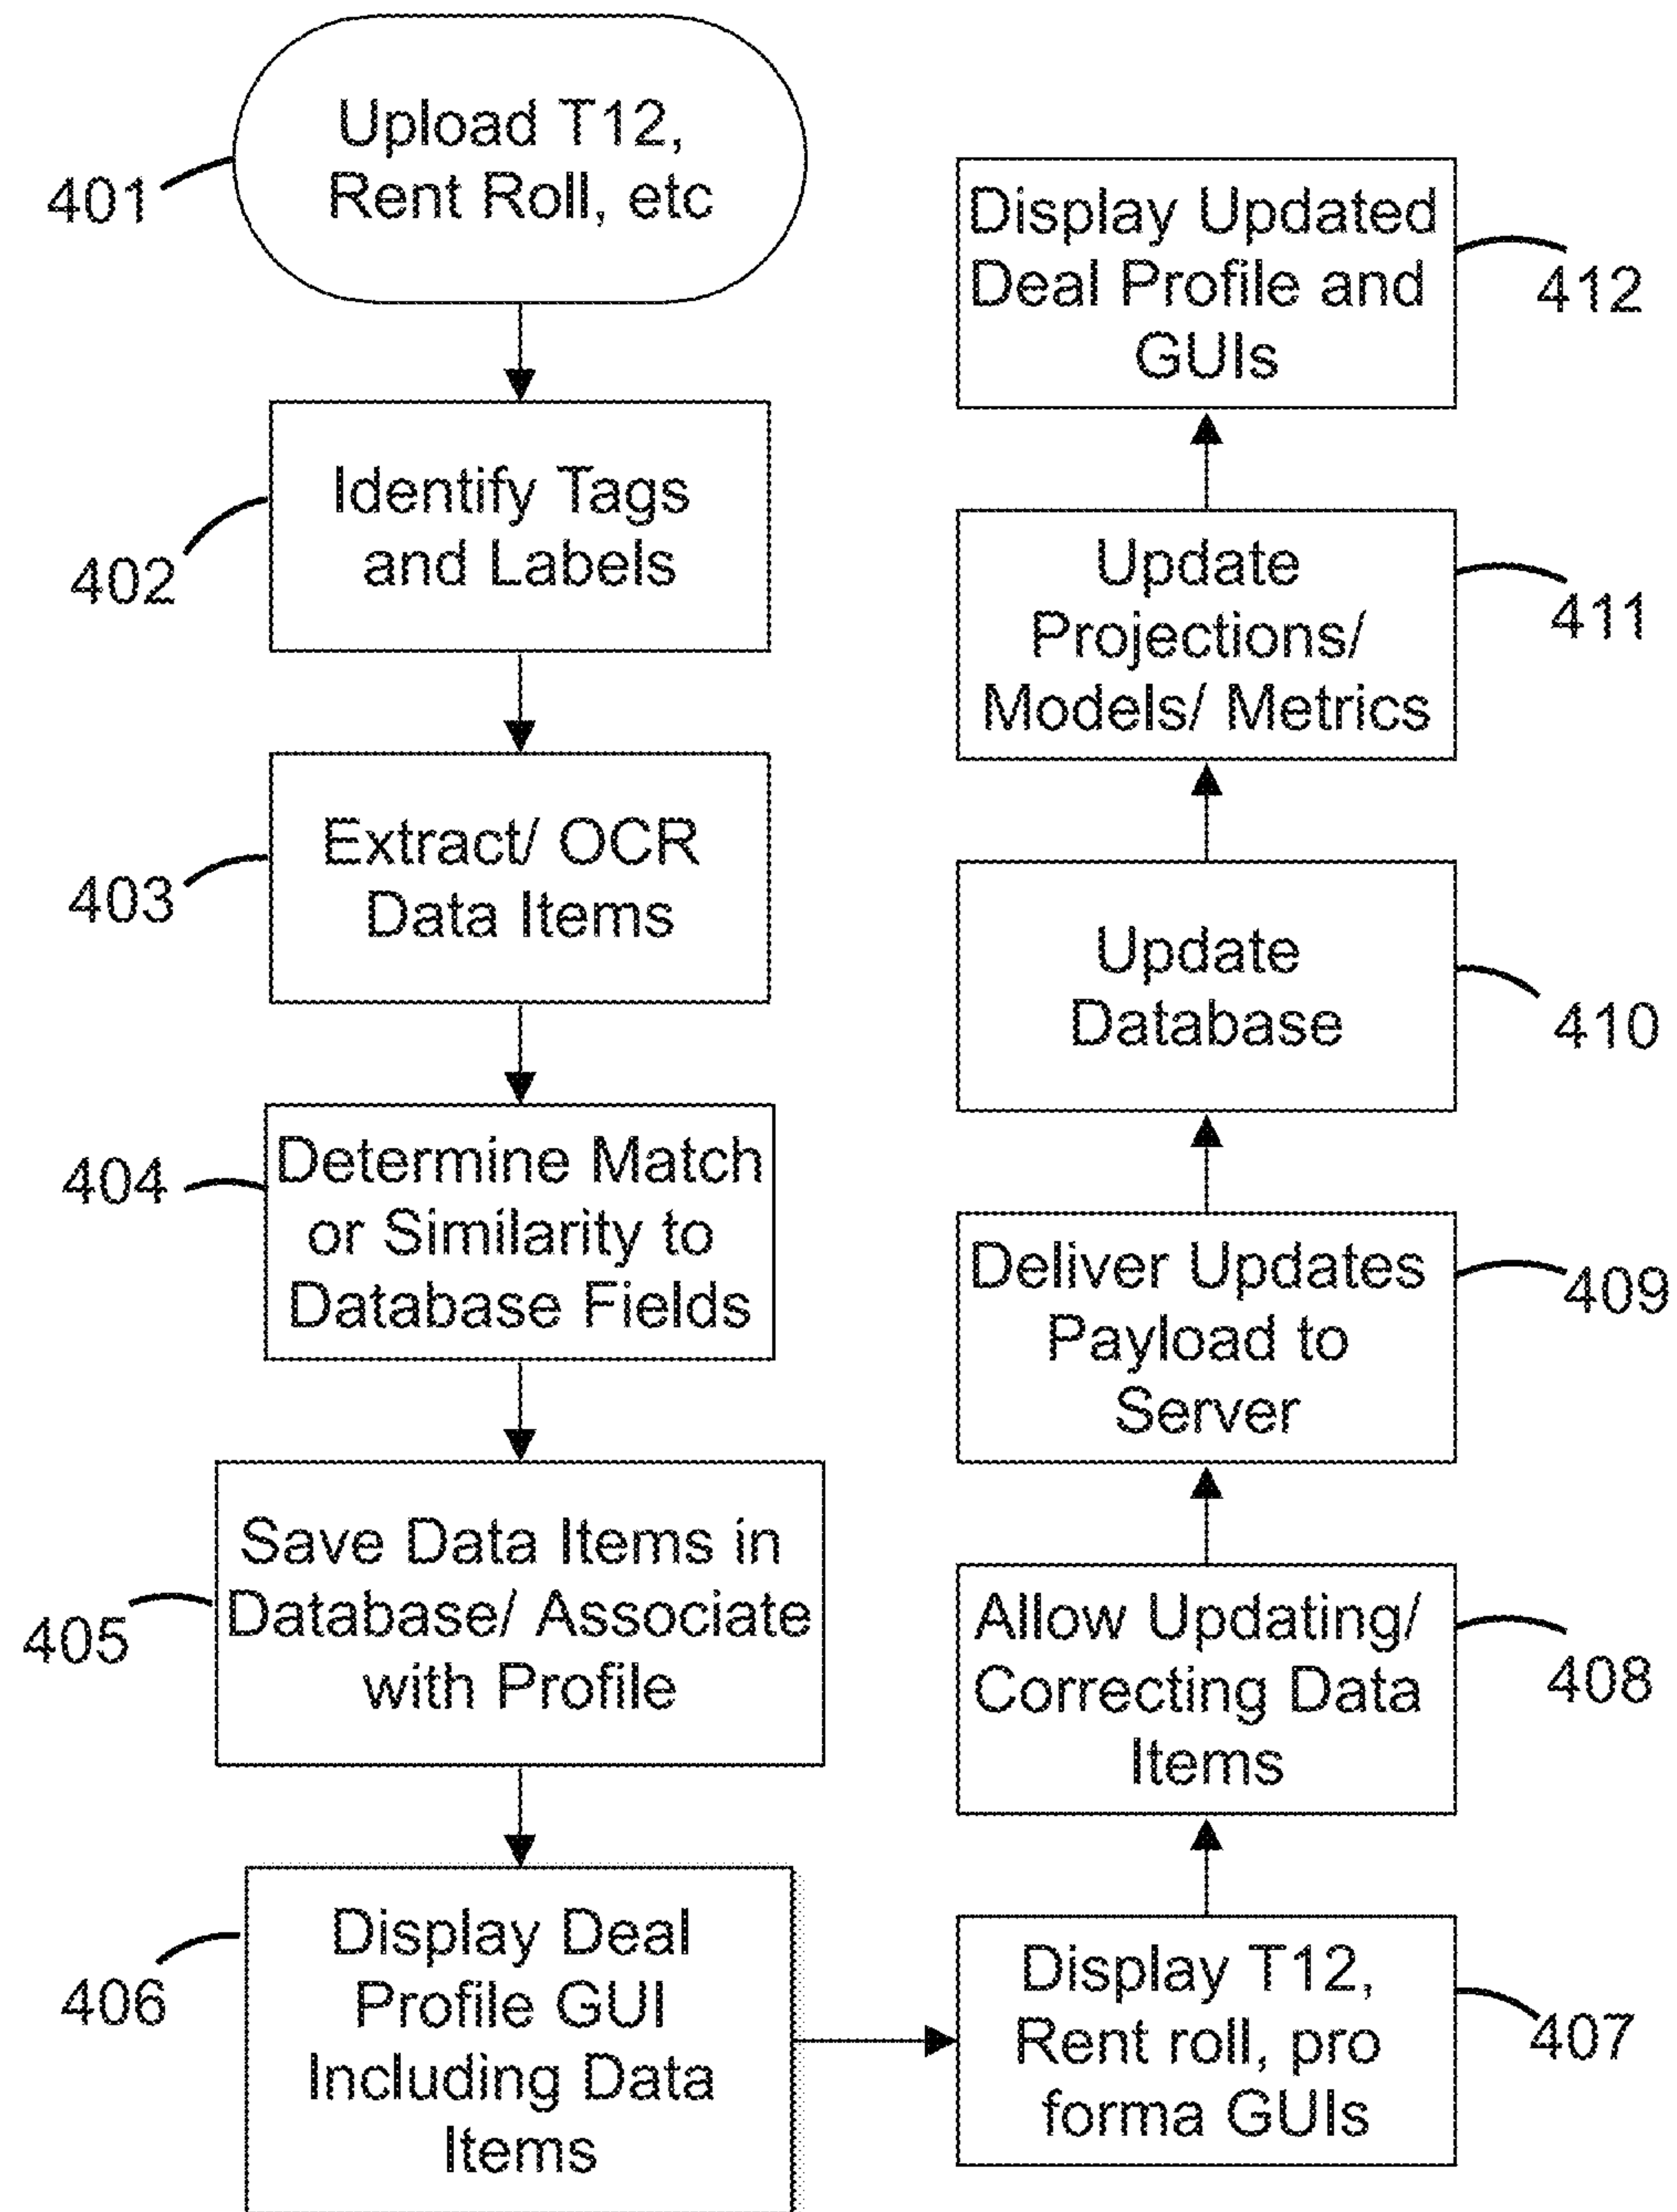 401
Upload T12,
Rent Roll, etc
402
Identify Tags
and Labels
403
Extract/ OCR
Data Items
404
Determine Match
or Similarity to
Database Fields
405
Save Data Items in
Database/ Associate
with Profile
406
Display Deal
Profile GUI
Including Data
Items
Display T12,
Rent roll, pro
forma GUIs
407
Allow Updating/
Correcting Data
Items
408
Deliver Updates
Payload to
Server
409
Update
Database
410
Update
Projections/
Models/ Metrics
411
Display Updated
Deal Profile and
GUIs
412